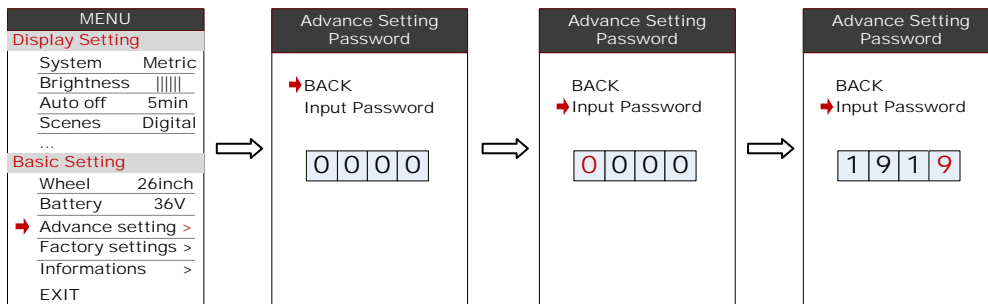 MENU
Display Setting
System Metric
Brightness ||||||
Auto off 5min
Scenes Digital
...
Basic Setting
Wheel 26inch
Battery 36V
Advance setting >
Factory settings >
Informations >
EXIT
Advance Setting
Password
BACK
Input Password
0 0 0 0
Advance Setting
Password
BACK
Input Password
0 0 0 0
Advance Setting
Password
BACK
Input Password
1 9 1 9